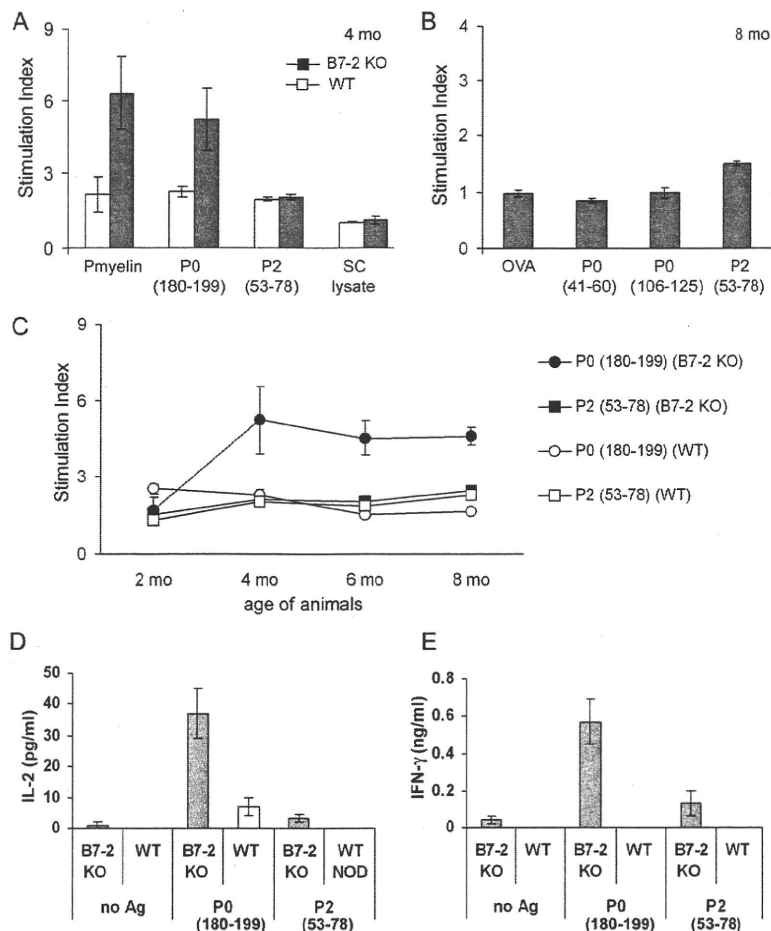 A
4 mo
B7-2 KO
WT
Stimulation Index
9
6
3
0
Pmyelin
P0
(180-199)
P2
(53-78)
SC
lysate
B
8 mo
Stimulation Index
4
3
2
1
0
OVA
P0
(41-60)
P0
(106-125)
P2
(53-78)
C
Stimulation Index
9
6
3
0
2 mo
4 mo
6 mo
8 mo
age of animals
P0 (180-199) (B7-2 KO)
P2 (53-78) (B7-2 KO)
P0 (180-199) (WT)
P2 (53-78) (WT)
D
IL-2 (pg/ml)
50
40
30
20
10
0
B7-2
KO
WT
B7-2
KO
WT
B7-2
KO
WT
NOD
no Ag
P0
(180-199)
P2
(53-78)
E
IFN-γ (ng/ml)
0.8
0.6
0.4
0.2
0
B7-2
KO
WT
B7-2
KO
WT
B7-2
KO
WT
no Ag
P0
(180-199)
P2
(53-78)